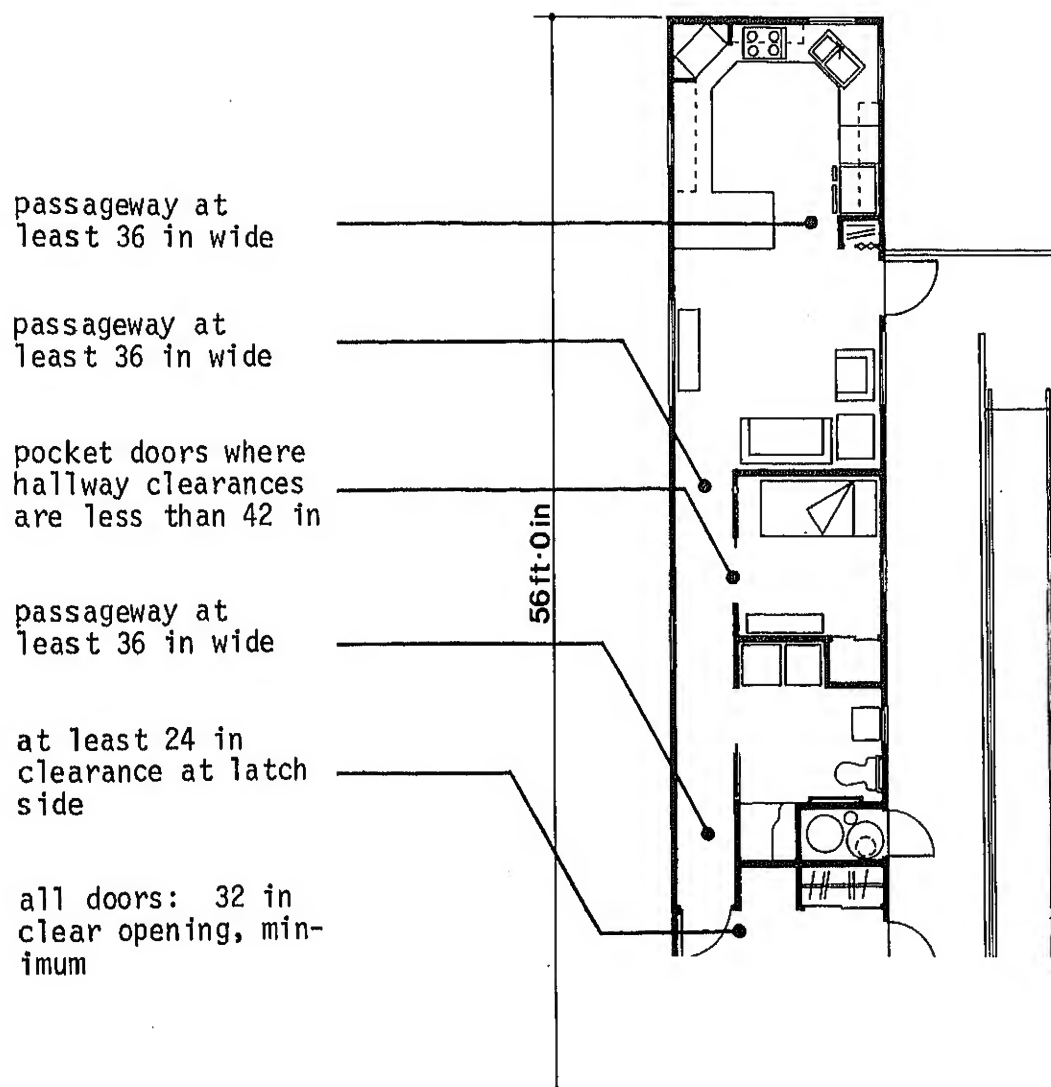 passageway at
least 36 in wide
passageway at
least 36 in wide
pocket doors where
hallway clearances
are less than 42 in
56ft·0in
passageway at
least 36 in wide
at least 24 in
clearance at latch
side
all doors: 32 in
clear opening, min-
imum